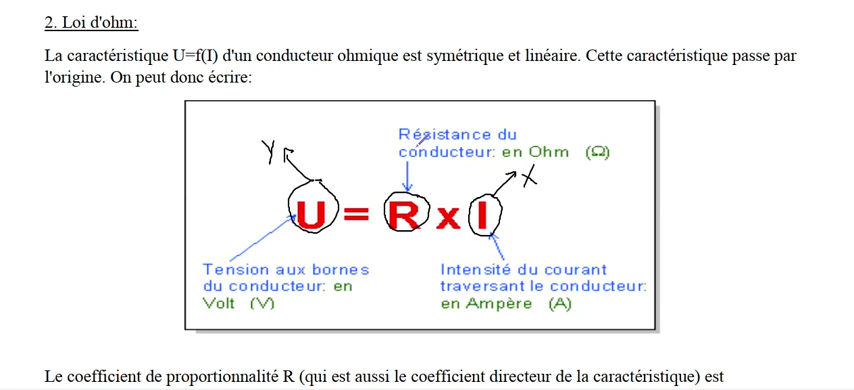 2. Loi d'ohm:
La caractéristique U=f(I) d'un conducteur ohmique est symétrique et linéaire. Cette caractéristique passe par
l'origine. On peut donc écrire:
Résistance du
conducteur: en Ohm (Ω)
Y
X
U = R x I
Tension aux bornes
du conducteur: en
Volt (V)
Intensité du courant
traversant le conducteur:
en Ampère (A)
Le coefficient de proportionnalité R (qui est aussi le coefficient directeur de la caractéristique) est